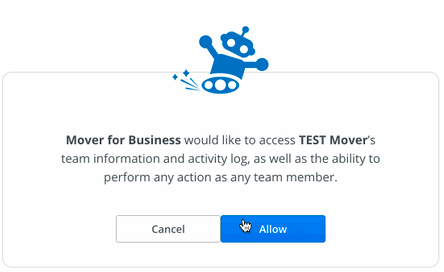 Mover for Business would like to access TEST Mover's
team information and activity log, as well as the ability to
perform any action as any team member.
Cancel
Allow